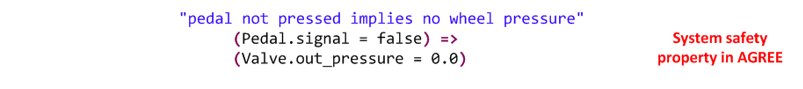 "pedal not pressed implies no wheel pressure"
(Pedal.signal = false) =>
(Valve.out_pressure = 0.0)
System safety
property in AGREE